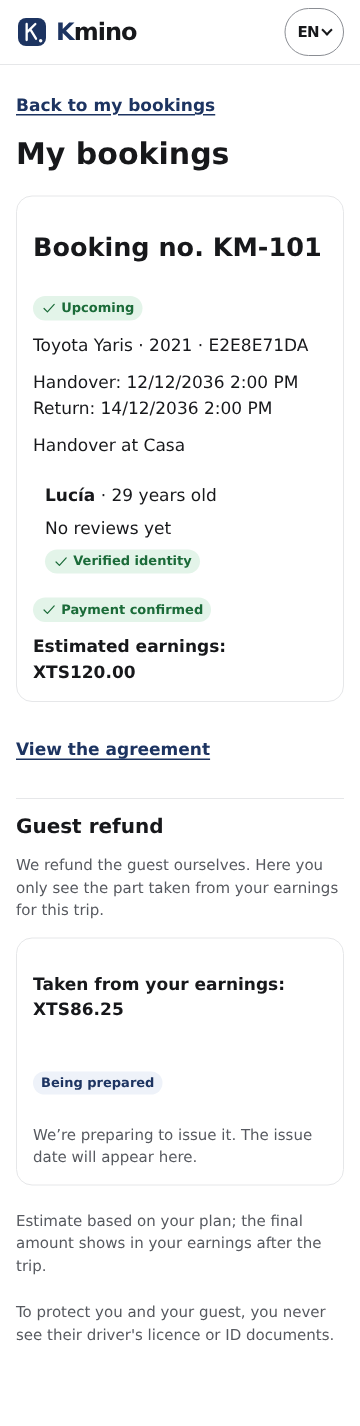 K. Kmino
EN
Back to my bookings
My bookings
Booking no. KM-101
Upcoming
Toyota Yaris · 2021 · E2E8E71DA
Handover: 12/12/2036 2:00 PM
Return: 14/12/2036 2:00 PM
Handover at Casa
Lucía · 29 years old
No reviews yet
Verified identity
Payment confirmed
Estimated earnings:
XTS120.00
View the agreement
Guest refund
We refund the guest ourselves. Here you
only see the part taken from your earnings
for this trip.
Taken from your earnings:
XTS86.25
Being prepared
We’re preparing to issue it. The issue
date will appear here.
Estimate based on your plan; the final
amount shows in your earnings after the
trip.
To protect you and your guest, you never
see their driver's licence or ID documents.